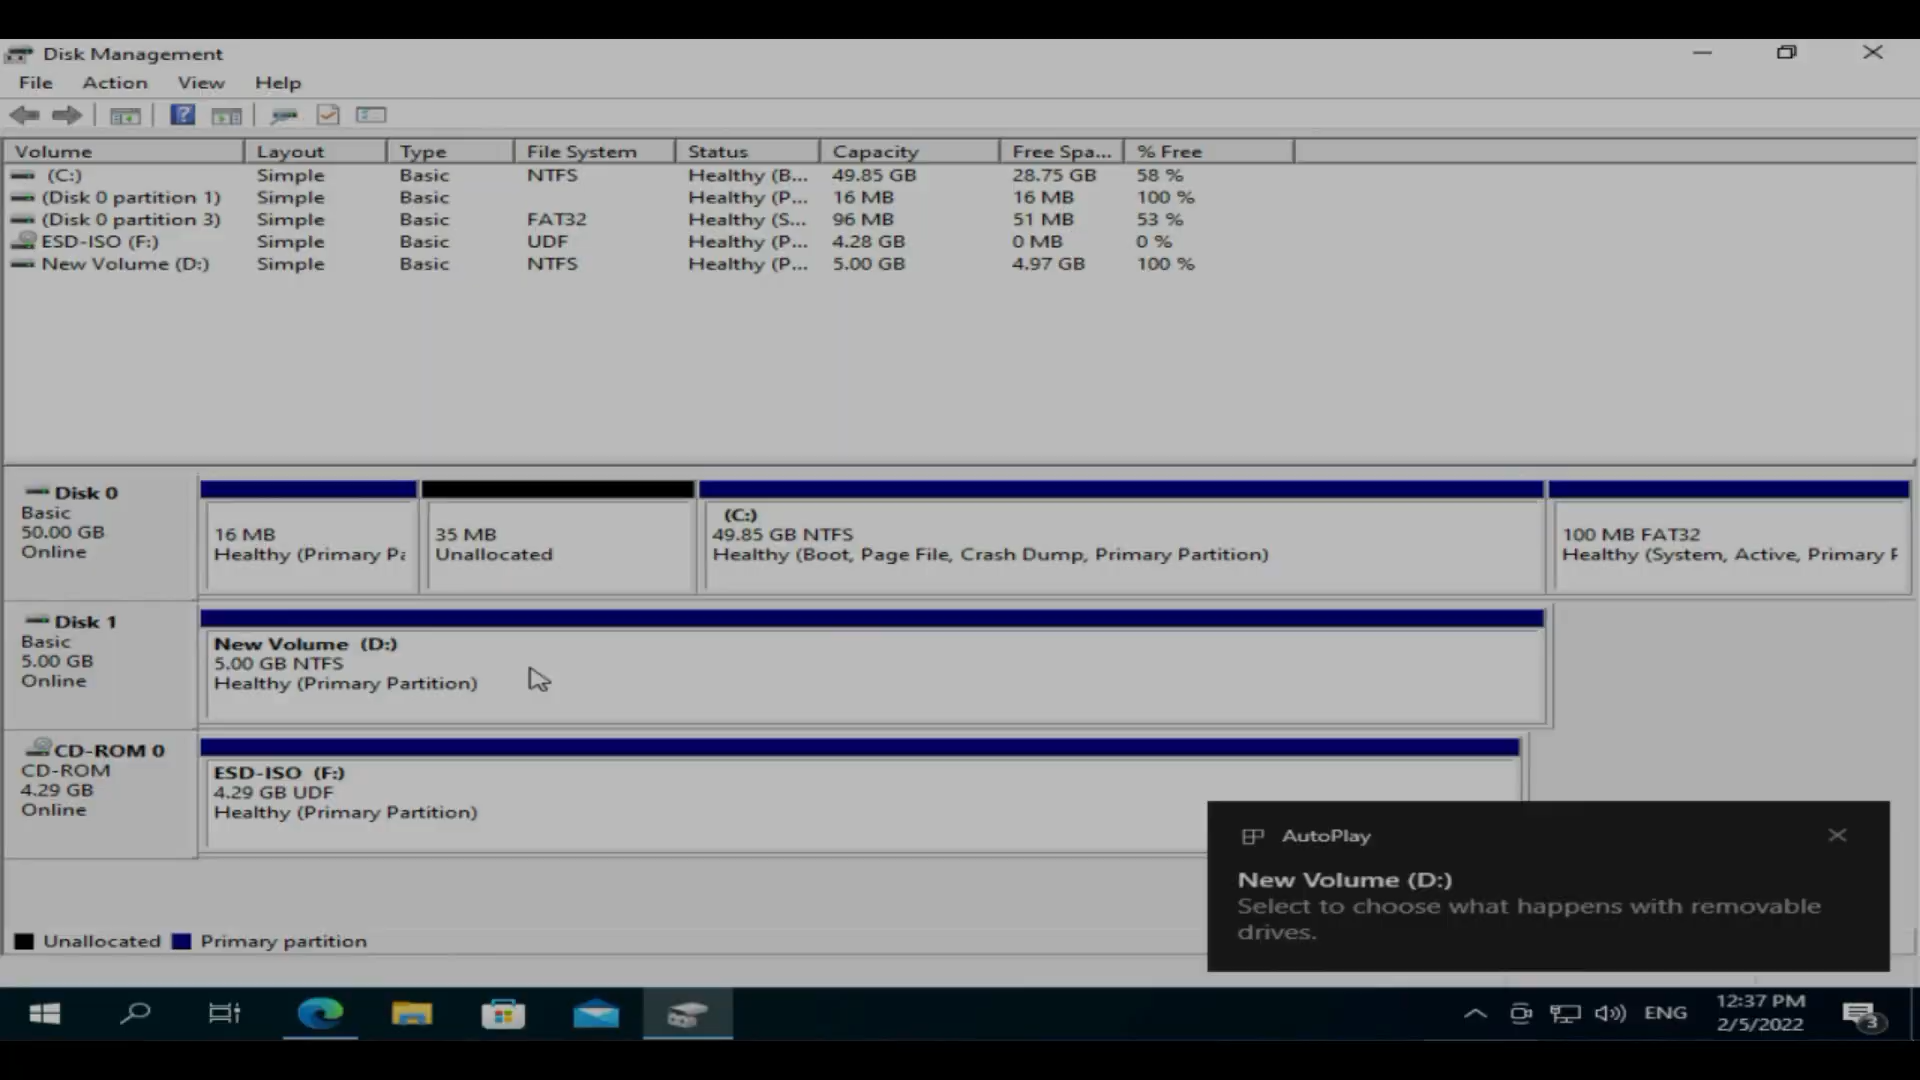 Disk Management
File Action View Help
Volume Layout Type File System Status Capacity Free Spa... % Free
(C:) Simple Basic NTFS Healthy (B... 49.85 GB 28.75 GB 58 %
(Disk 0 partition 1) Simple Basic Healthy (P... 16 MB 16 MB 100 %
(Disk 0 partition 3) Simple Basic FAT32 Healthy (S... 96 MB 51 MB 53 %
ESD-ISO (F:) Simple Basic UDF Healthy (P... 4.28 GB 0 MB 0 %
New Volume (D:) Simple Basic NTFS Healthy (P... 5.00 GB 4.97 GB 100 %
Disk 0
Basic
50.00 GB
Online
16 MB
Healthy (Primary Pa
35 MB
Unallocated
(C:)
49.85 GB NTFS
Healthy (Boot, Page File, Crash Dump, Primary Partition)
100 MB FAT32
Healthy (System, Active, Primary P
Disk 1
Basic
5.00 GB
Online
New Volume (D:)
5.00 GB NTFS
Healthy (Primary Partition)
CD-ROM 0
CD-ROM
4.29 GB
Online
ESD-ISO (F:)
4.29 GB UDF
Healthy (Primary Partition)
AutoPlay
New Volume (D:)
Select to choose what happens with removable
drives.
Unallocated Primary partition
ENG
12:37 PM
2/5/2022
3